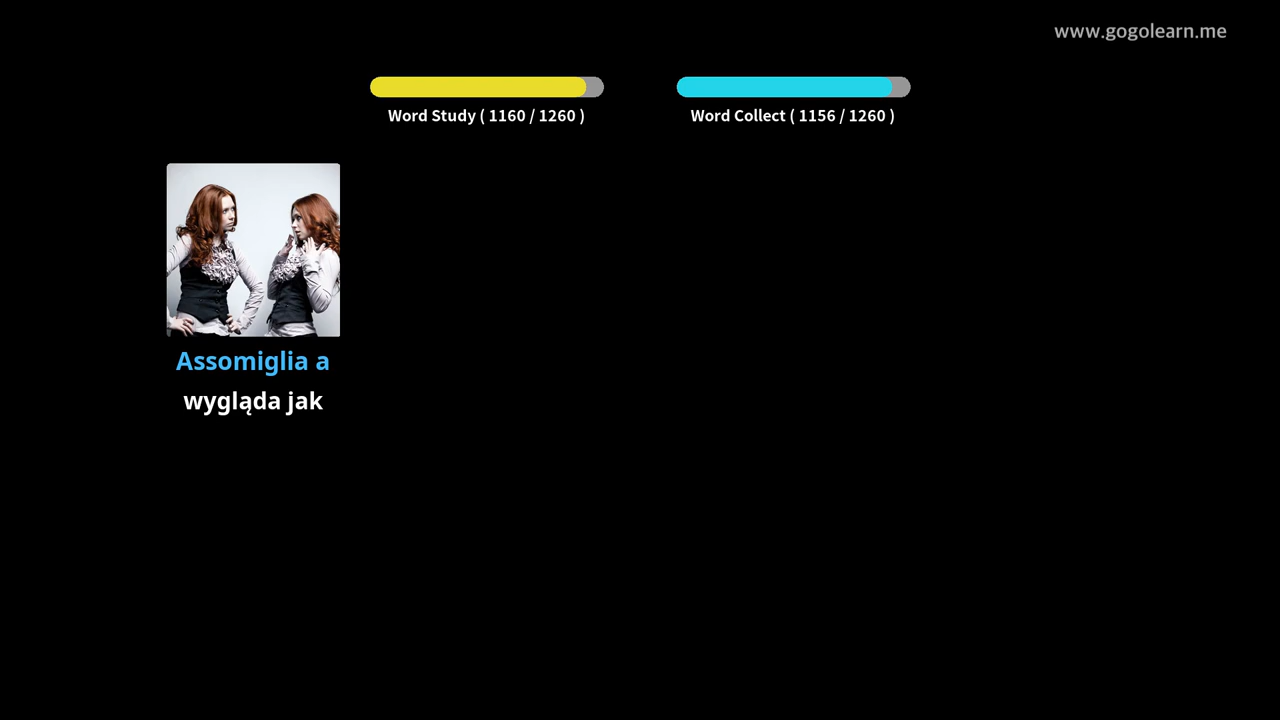 www.gogolearn.me
Word Study ( 1160 / 1260 )
Word Collect ( 1156 / 1260 )
Assomiglia a
wygląda jak